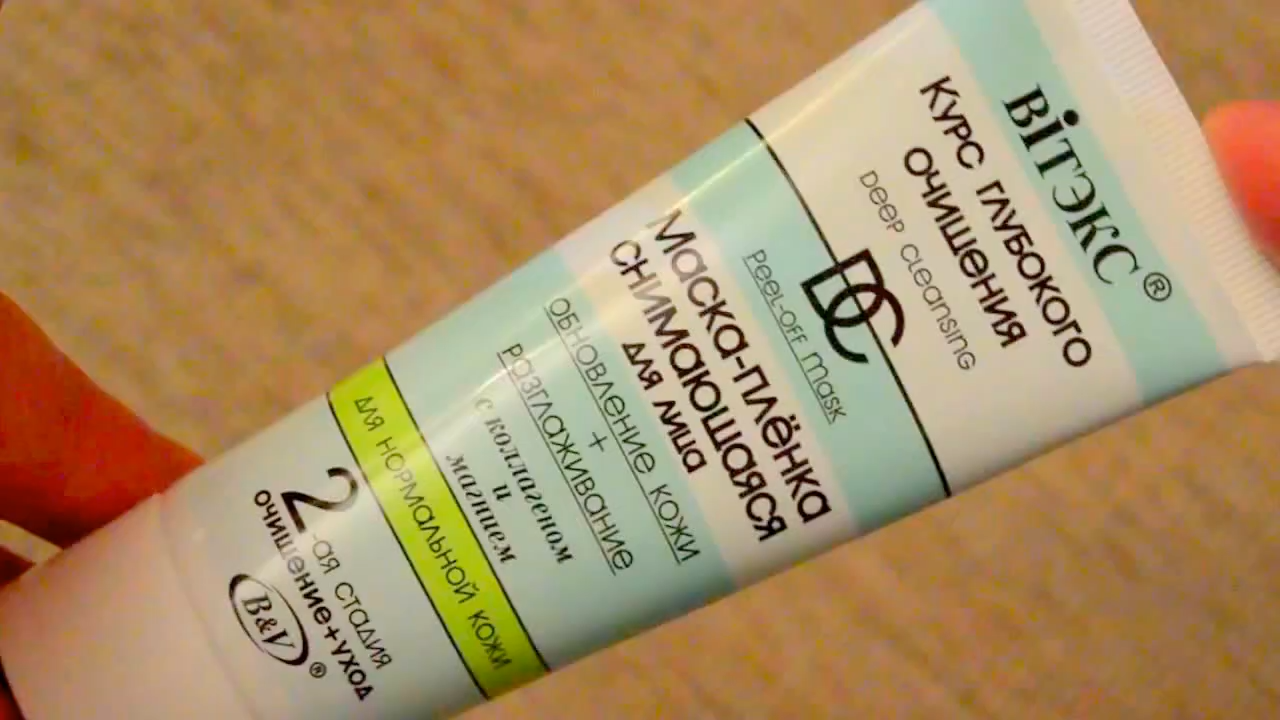 Вiтэкс®
Курс глубокого
очищения
Deep cleansing
DC
Peel-off mask
Маска-плёнка
снимающаяся
для лица
обновление кожи
+
разглаживание
с коллагеном
и
магнием
для нормальной кожи
2-ая стадия
очищение+уход
B&V®